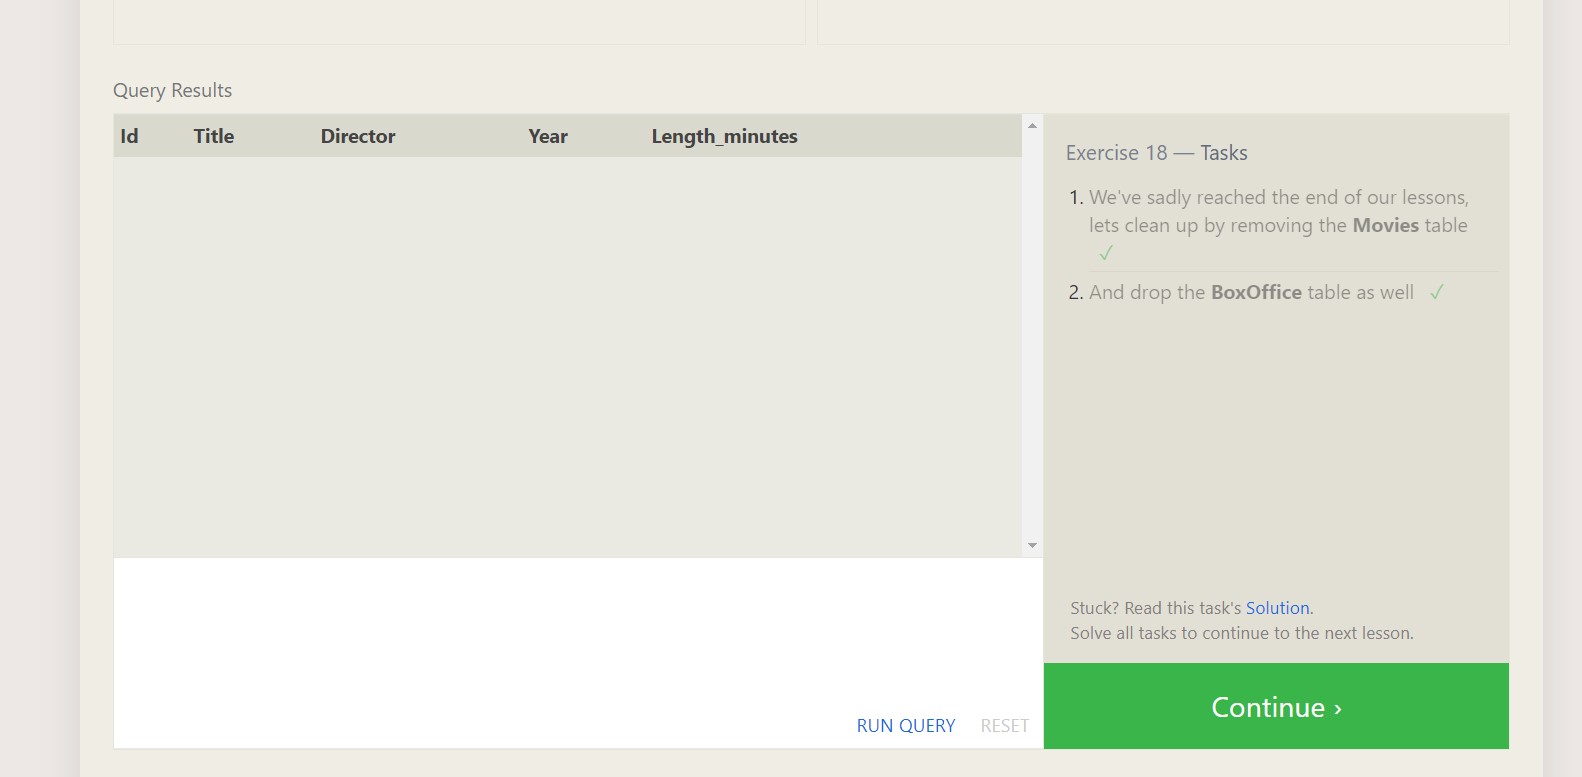 Query Results
Id Title Director Year Length_minutes
Exercise 18 — Tasks
1. We've sadly reached the end of our lessons,
lets clean up by removing the Movies table
✓
2. And drop the BoxOffice table as well ✓
Stuck? Read this task's Solution.
Solve all tasks to continue to the next lesson.
RUN QUERY RESET
Continue ›